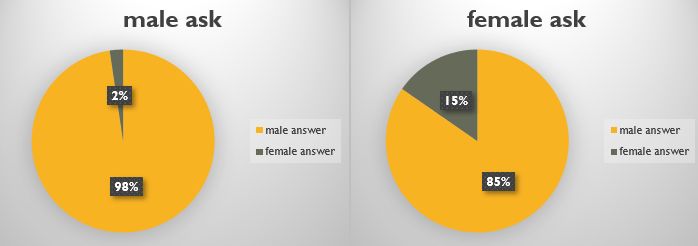 male ask
2%
98%
male answer
female answer
female ask
15%
85%
male answer
female answer